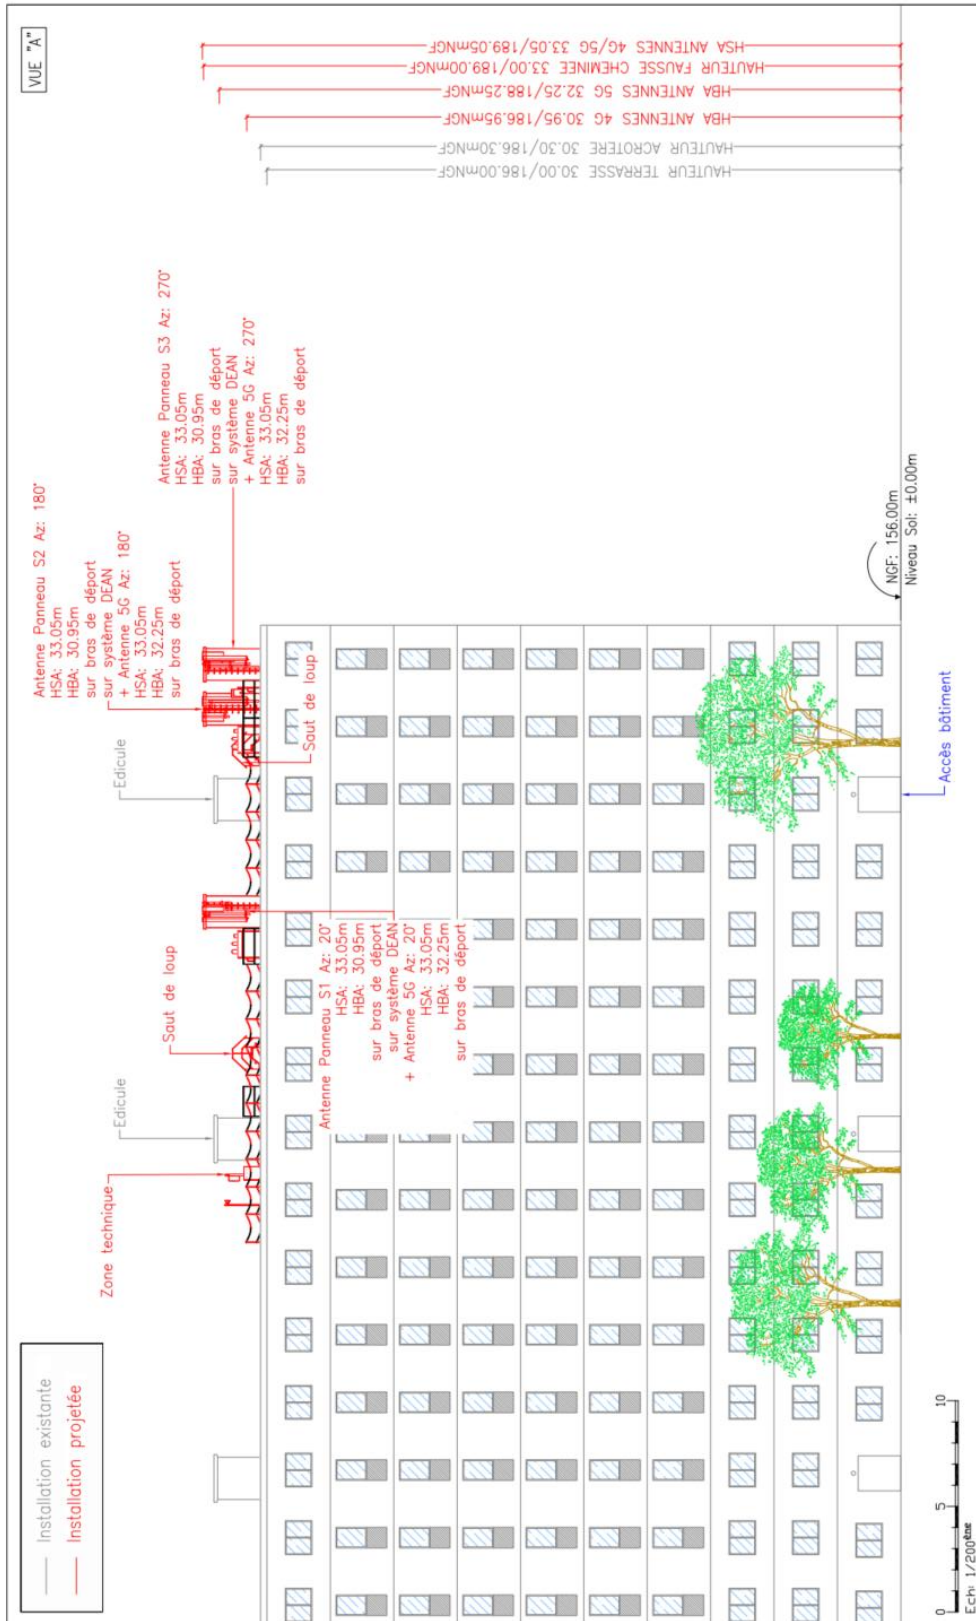 VUE "A"
Installation existante
Installation projetée
Zone technique
Edicule
Saut de loup
Edicule
Antenne Panneau S2 Az: 180°
HSA: 33.05m
HBA: 30.95m
sur bras de déport
sur système DEAN
+ Antenne 5G Az: 180°
HSA: 33.05m
HBA: 32.25m
sur bras de déport
Antenne Panneau S3 Az: 270°
HSA: 33.05m
HBA: 30.95m
sur bras de déport
sur système DEAN
+ Antenne 5G Az: 270°
HSA: 33.05m
HBA: 32.25m
sur bras de déport
Saut de loup
Antenne Panneau S1 Az: 20°
HSA: 33.05m
HBA: 30.95m
sur bras de déport
sur système DEAN
+ Antenne 5G Az: 20°
HSA: 33.05m
HBA: 32.25m
sur bras de déport
HAUTEUR TERRASSE 30.00/186.00mNGF
HAUTEUR ACROTERE 30.30/186.30mNGF
HBA ANTENNES 4G 30.95/186.95mNGF
HBA ANTENNES 5G 32.25/188.25mNGF
HAUTEUR FAUSSE CHEMINEE 33.00/189.00mNGF
HSA ANTENNES 4G/5G 33.05/189.05mNGF
NGF: 156.00m
Niveau Sol: ±0.00m
Accès bâtiment
0 5 10
Ech: 1/200ème